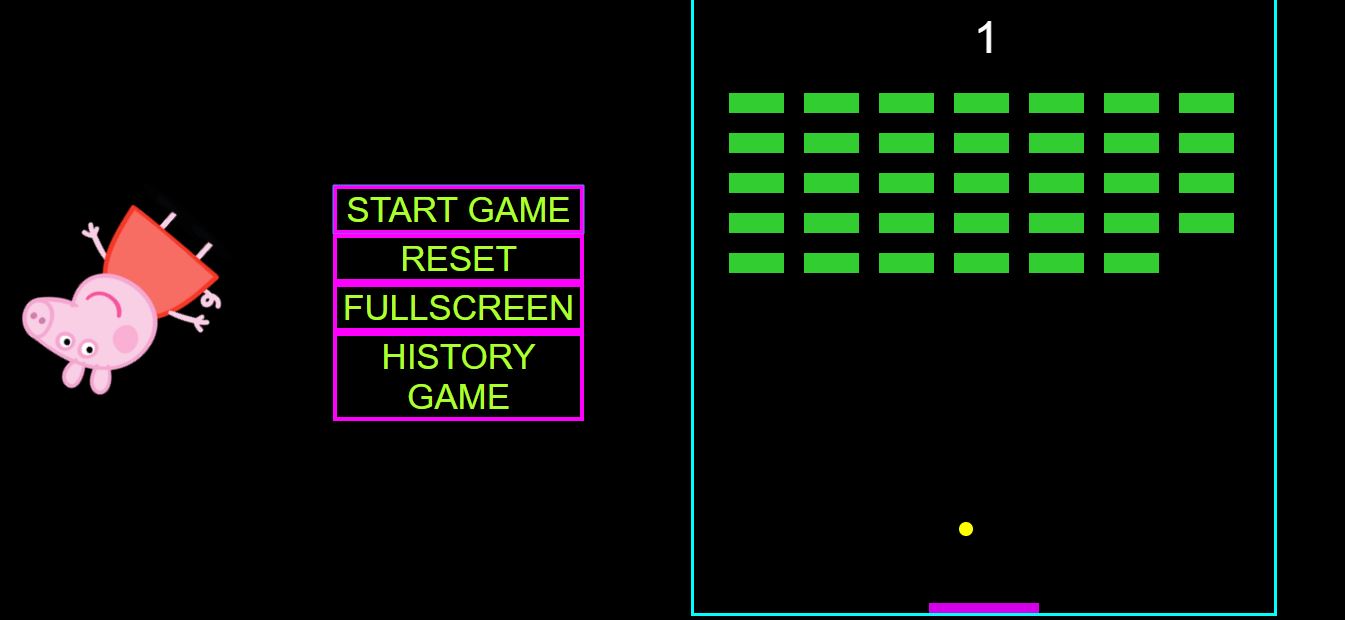 START GAME
RESET
FULLSCREEN
HISTORY
GAME
1